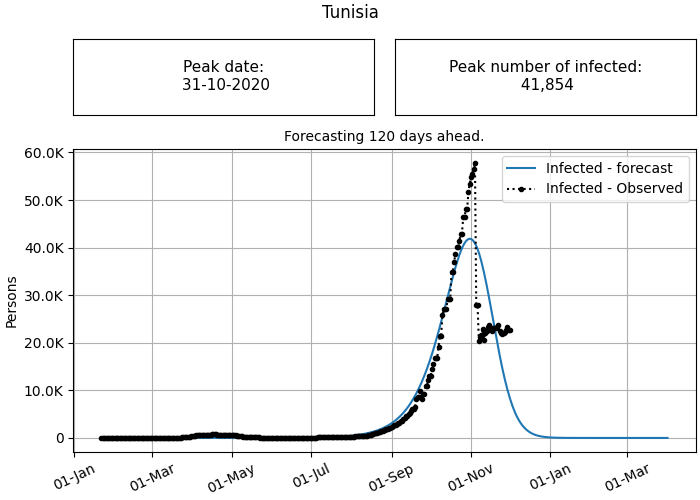 Tunisia
Peak date:
31-10-2020
Peak number of infected:
41,854
Forecasting 120 days ahead.
Infected - forecast
Infected - Observed
60.0K
50.0K
40.0K
30.0K
20.0K
10.0K
0
Persons
01-Jan
01-Mar
01-May
01-Jul
01-Sep
01-Nov
01-Jan
01-Mar